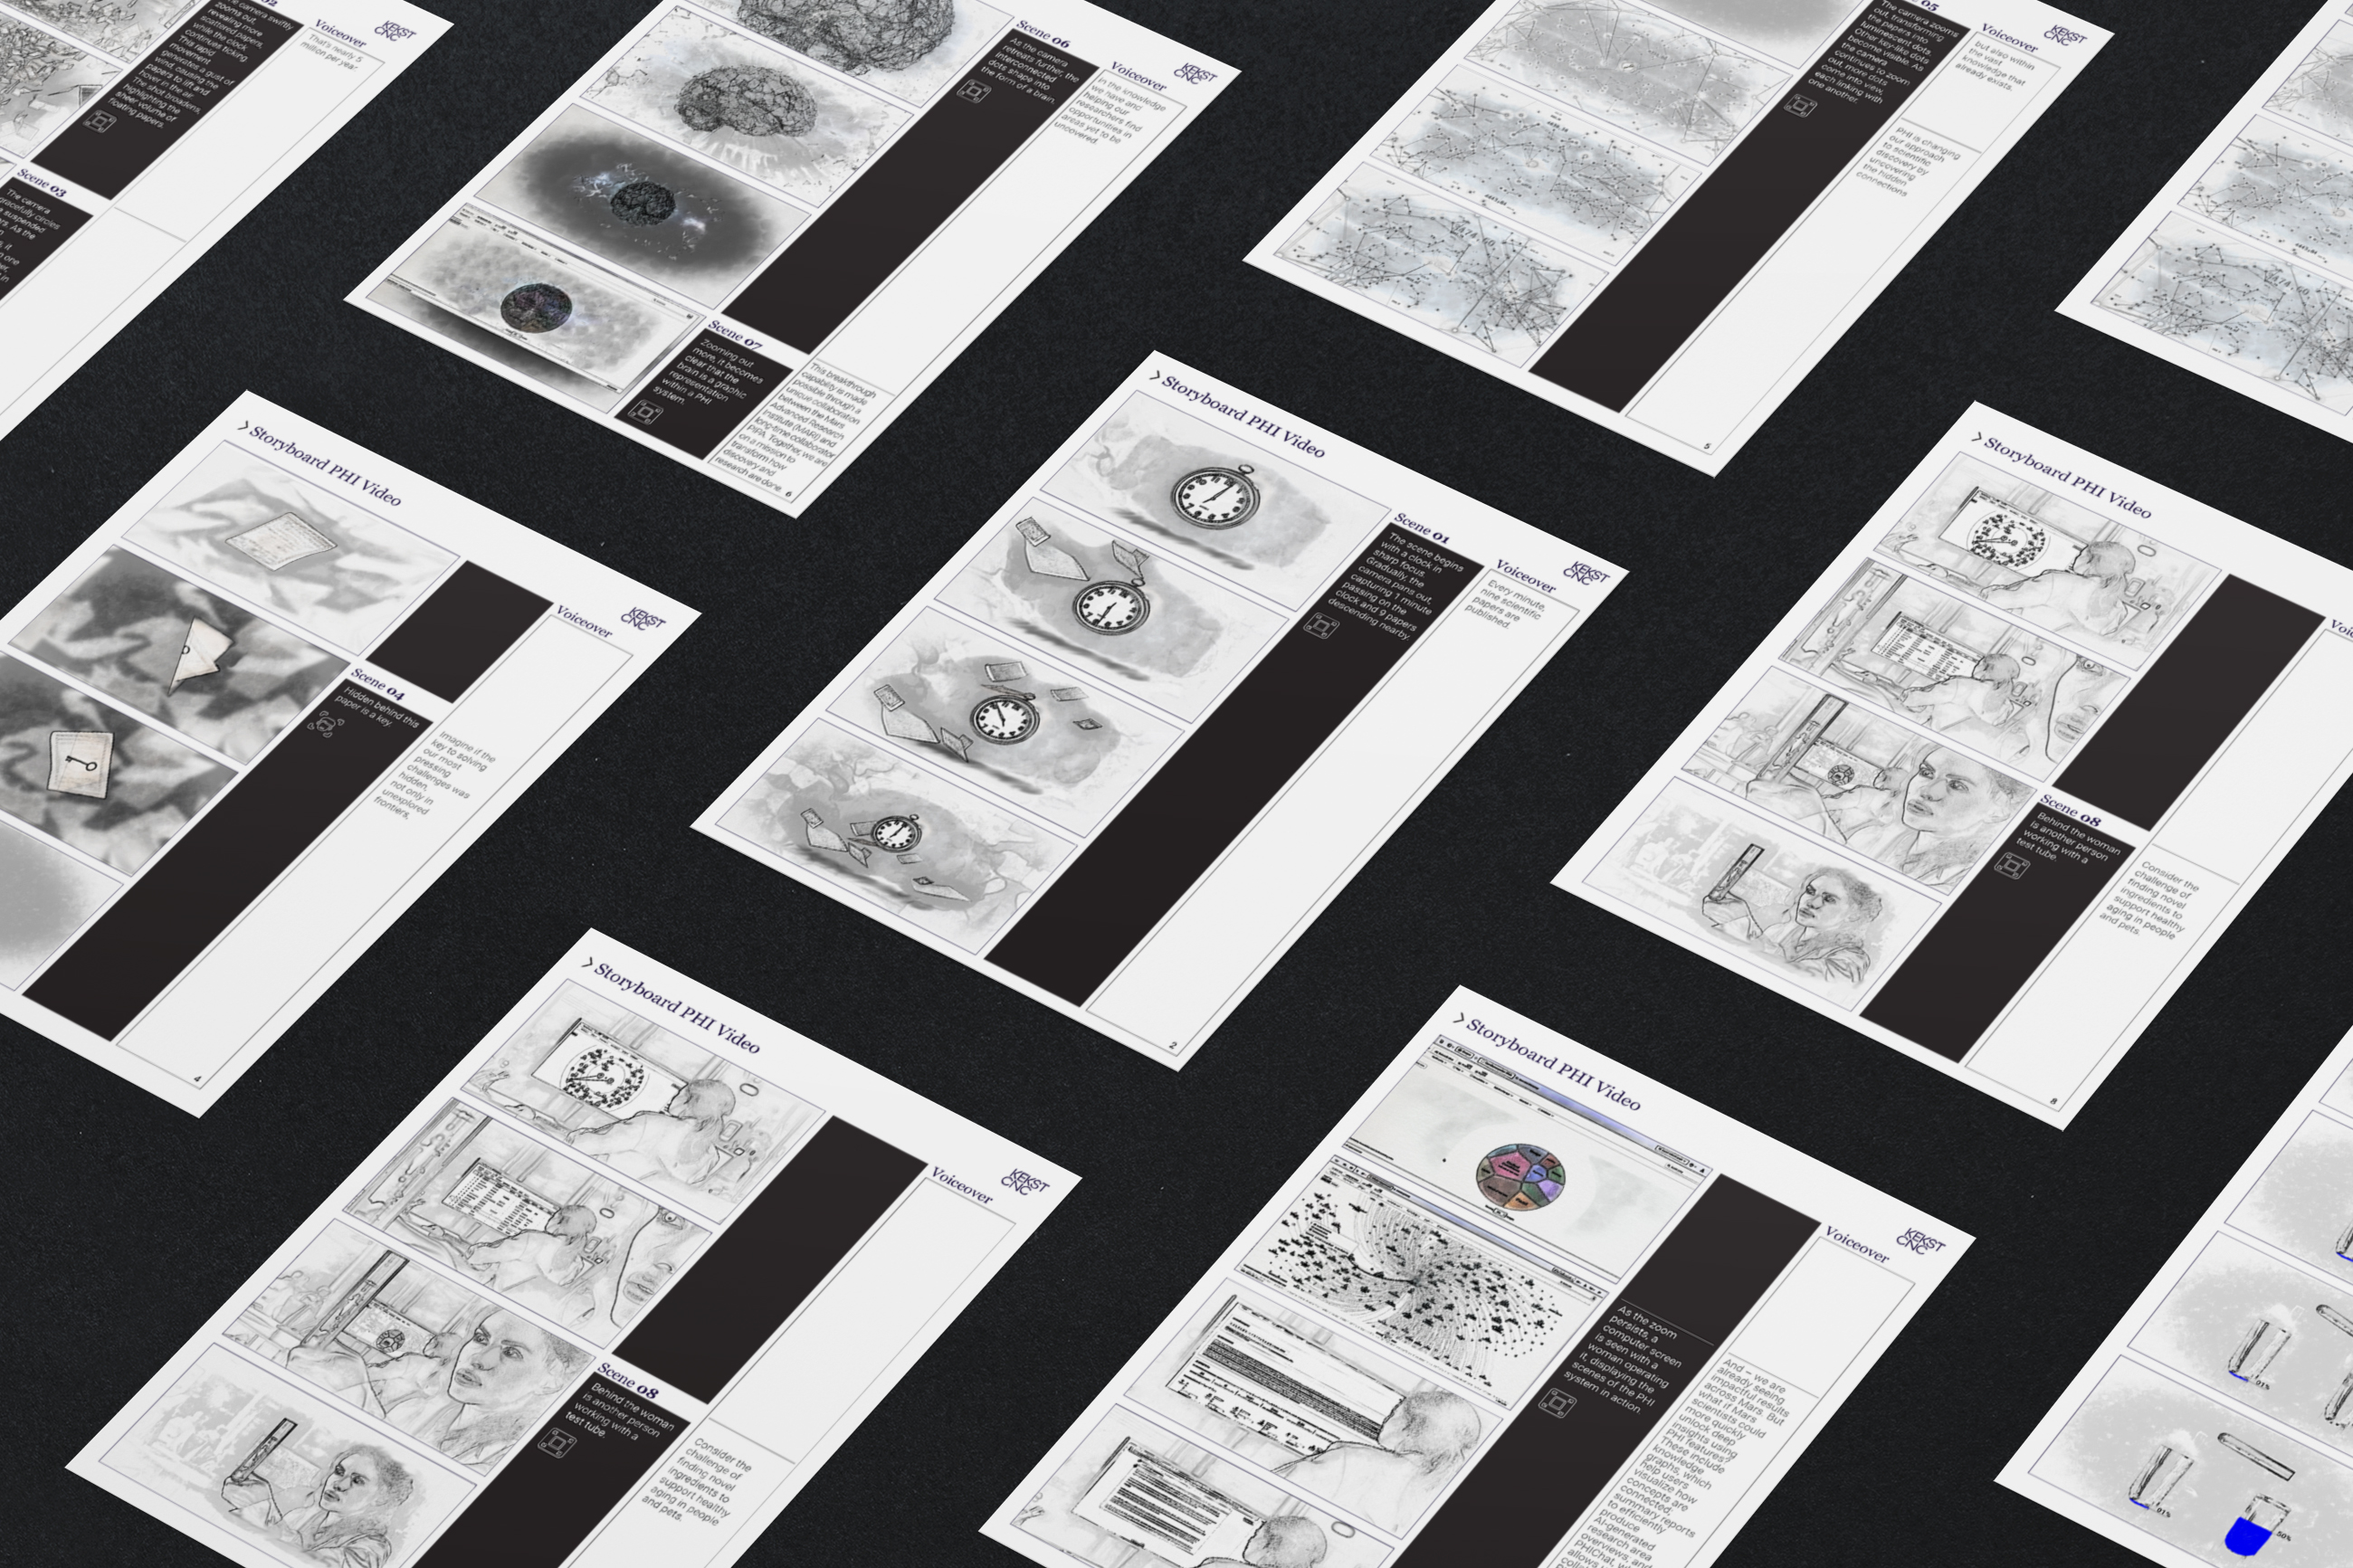 The camera swiftly
zooms out,
revealing more
scattered papers,
while the clock
continues ticking.
This rapid
movement
generates a gust of
wind causing the
papers to lift and
hover in the air.
The shot broadens,
highlighting the
sheer volume of
floating papers.
Voiceover
KEKST
CNC
That's nearly 5
million per year.
Scene 03
The camera
gracefully circles
Scene 06
As the camera
retreats further, the
interconnected
dots shape into
the form of a brain.
Voiceover
KEKST
CNC
in the knowledge
we have and
helping our
researchers find
opportunities in
areas yet to be
uncovered.
Scene 07
Zooming out
more, it becomes
clear that the
brain is a graphic
representation
within a PHI
system.
This breakthrough
capability is made
possible through a
unique collaboration
between the Mars
Advanced Research
Institute (MARI) and
long-time collaborator
PIPA. Together, we are
on a mission to
transform how
discovery and
research are done.
6
05
The camera zooms
out, transforming
the papers into
luminescent dots.
Other key-like dots
become visible. As
the camera
continues to zoom
out, more dots
come into view,
each linking with
one another.
Voiceover
KEKST
CNC
but also within
the vast
knowledge that
already exists.
PHI is changing
our approach
to scientific
discovery by
uncovering
the hidden
connections
5
Storyboard PHI Video
Voiceover
KEKST
CNC
Scene 04
Hidden behind this
paper is a key.
Imagine if the
key to solving
our most
pressing
challenges was
hidden,
not only in
unexplored
frontiers,
4
Storyboard PHI Video
Scene 01
The scene begins
with a clock in
sharp focus.
Gradually, the
camera pans out,
capturing 1 minute
passing on the
clock and 9 papers
descending nearby.
Voiceover
KEKST
CNC
Every minute,
nine scientific
papers are
published.
2
Storyboard PHI Video
Scene 08
Behind the woman
is another person
working with a
test tube.
Consider the
challenge of
finding novel
ingredients to
support healthy
aging in people
and pets.
8
Storyboard PHI Video
Voiceover
KEKST
CNC
Scene 08
Behind the woman
is another person
working with a
test tube.
Consider the
challenge of
finding novel
ingredients to
support healthy
aging in people
and pets.
Storyboard PHI Video
Voiceover
KEKST
CNC
As the zoom
persists, a
computer screen
is seen with a
woman operating
it, displaying the
scenes of the PHI
system in action.
And, we are
already seeing
impactful results
across Mars. But
what if Mars
scientists could
more quickly
unlock deep
insights using
PHI features?
These include
knowledge
graphs, which
help users
visualize how
concepts are
connected,
summary reports
to efficiently
produce
AI-generated
research area
overviews, and
91%
91%
50%